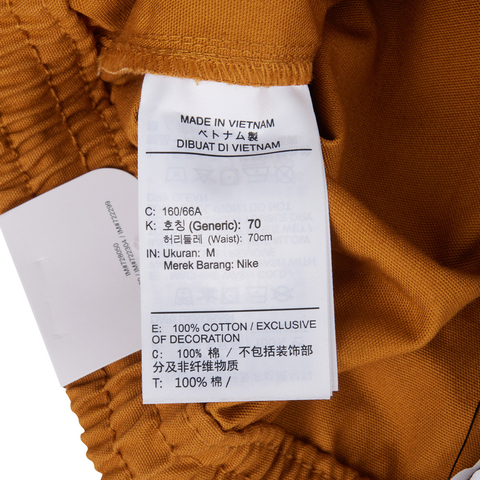 MADE IN VIETNAM
ベトナム製
DIBUAT DI VIETNAM
C: 160/66A
K: 호칭 (Generic): 70
허리둘레 (Waist): 70cm
IN: Ukuran: M
Merek Barang: Nike
E: 100% COTTON / EXCLUSIVE
OF DECORATION
C: 100% 棉 / 不包括装饰部
分及非纤维物质
T: 100% 棉 /